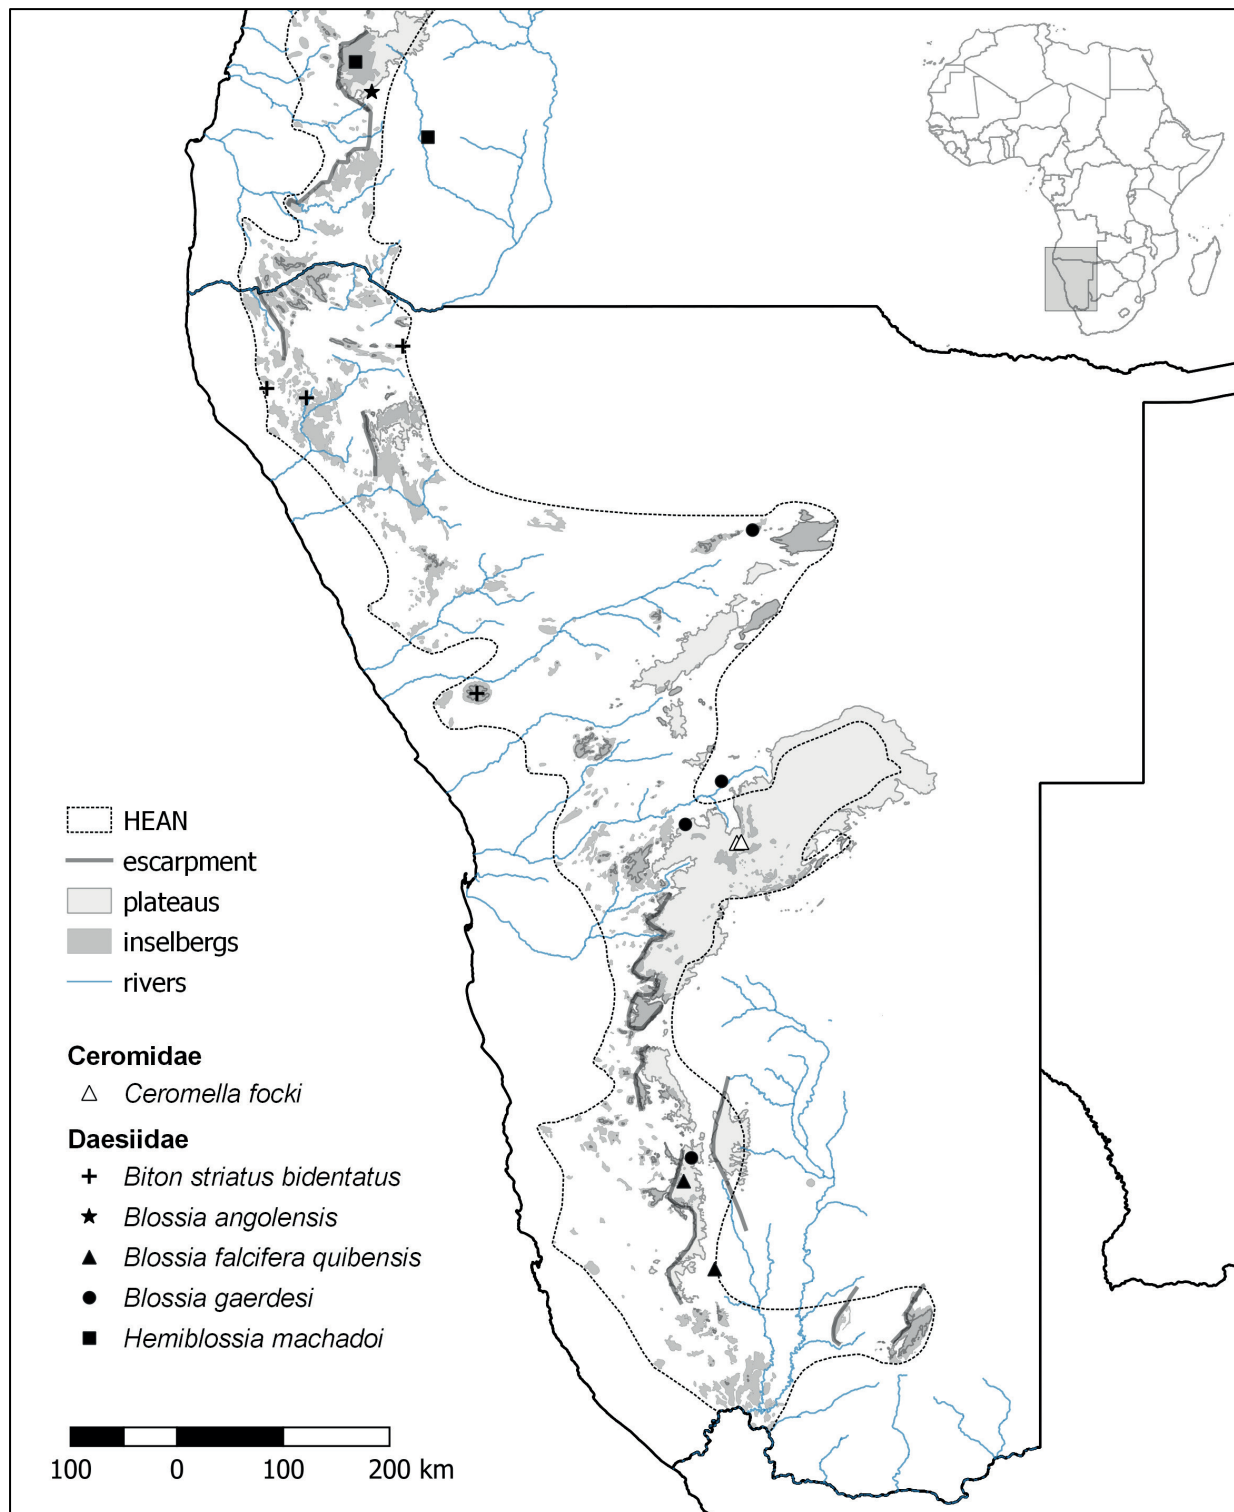 HEAN
escarpment
plateaus
inselbergs
rivers
Ceromidae
Ceromella focki
Daesiidae
Biton striatus bidentatus
Blossia angolensis
Blossia falcifera quibensis
Blossia gaerdesi
Hemiblossia machadoi
100 0 100 200 km